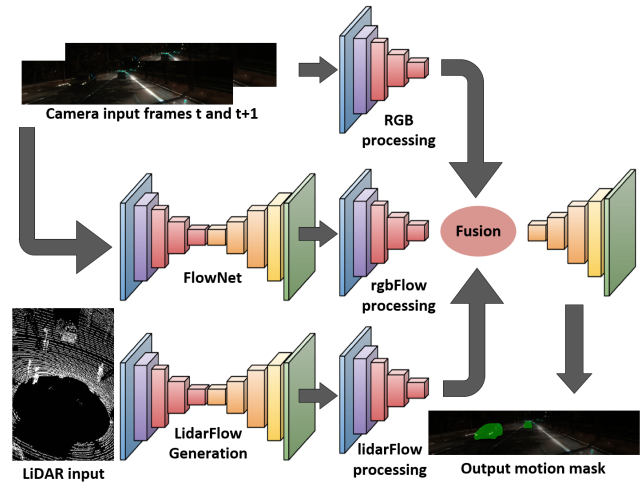 Camera input frames t and t+1
RGB
processing
FlowNet
rgbFlow
processing
Fusion
LiDAR input
LidarFlow
Generation
lidarFlow
processing
Output motion mask